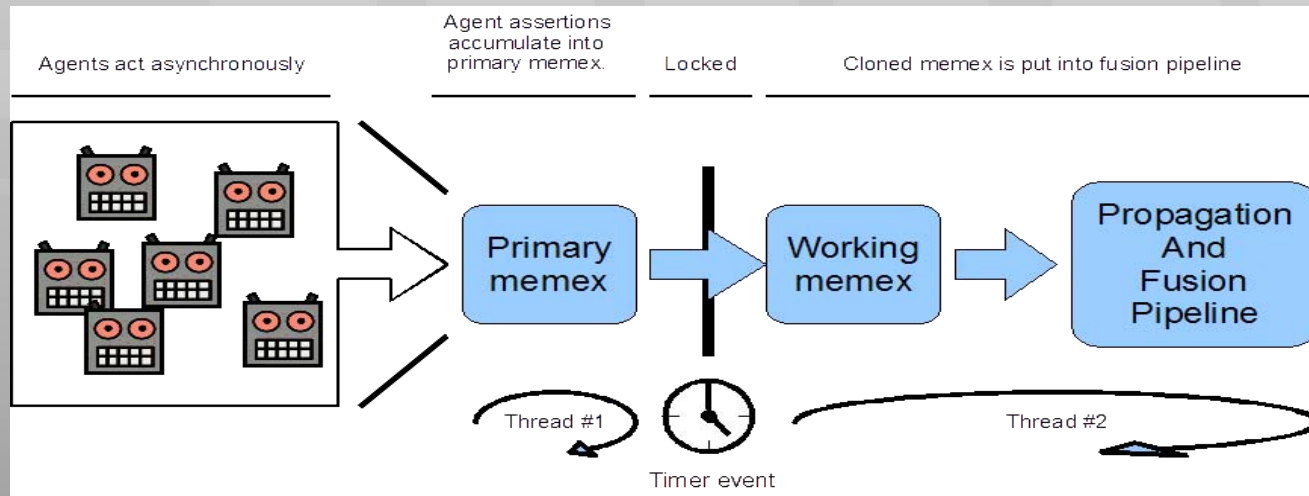 Agents act asynchronously
Agent assertions
accumulate into
primary memex.
Locked
Cloned memex is put into fusion pipeline
Primary
memex
Working
memex
Propagation
And
Fusion
Pipeline
Thread #1
Thread #2
Timer event